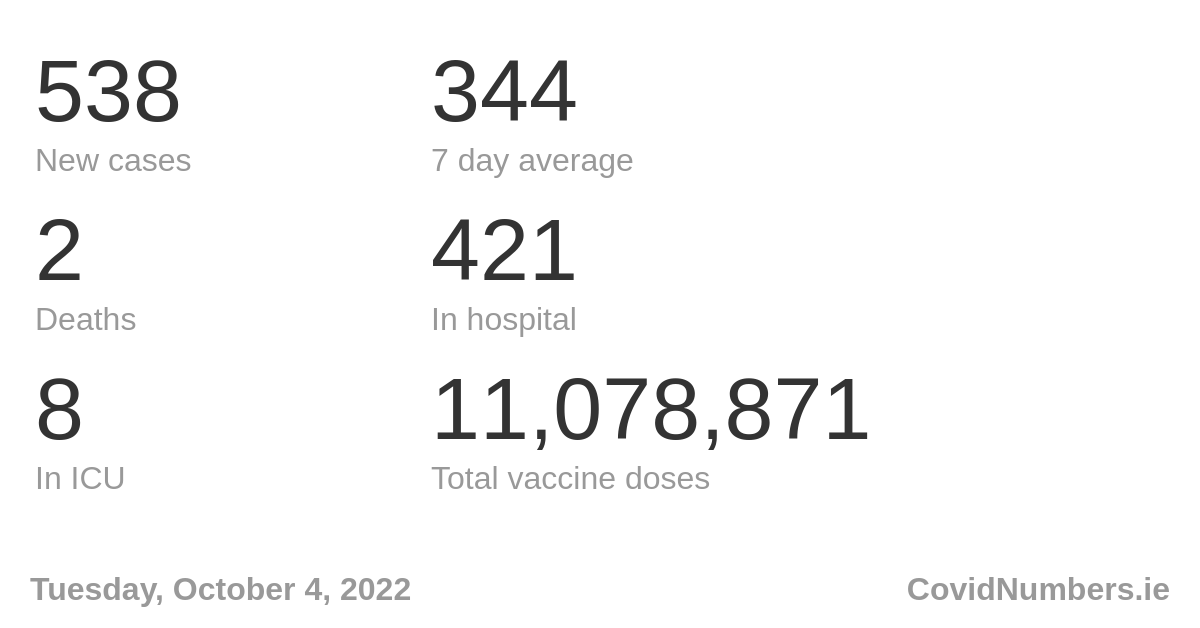 538
344
New cases
7 day average
2
421
Deaths
In hospital
8
11,078,871
In ICU
Total vaccine doses
Tuesday, October 4, 2022
CovidNumbers.ie